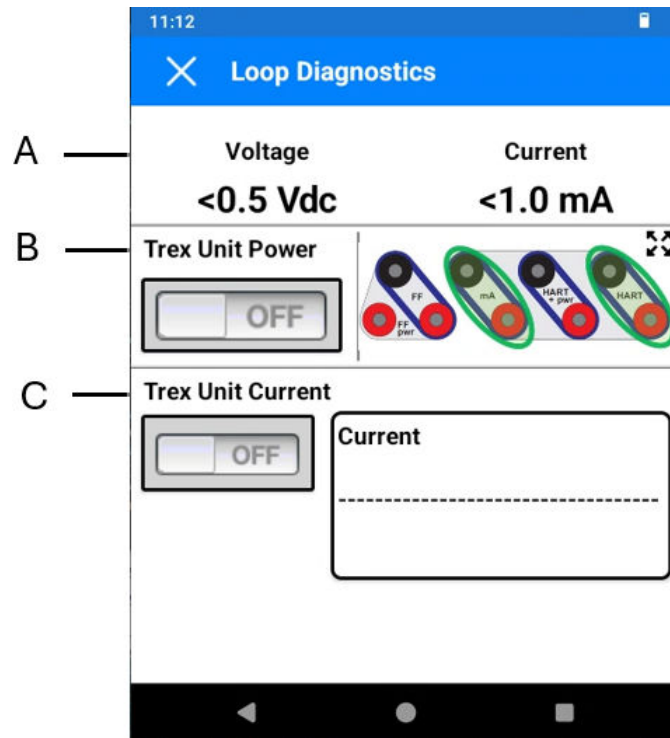 11:12
Loop Diagnostics
A
Voltage Current
<0.5 Vdc <1.0 mA
B
Trex Unit Power
OFF
FF
FF
pwr
mA
HART
+ pwr
HART
C
Trex Unit Current
OFF
Current